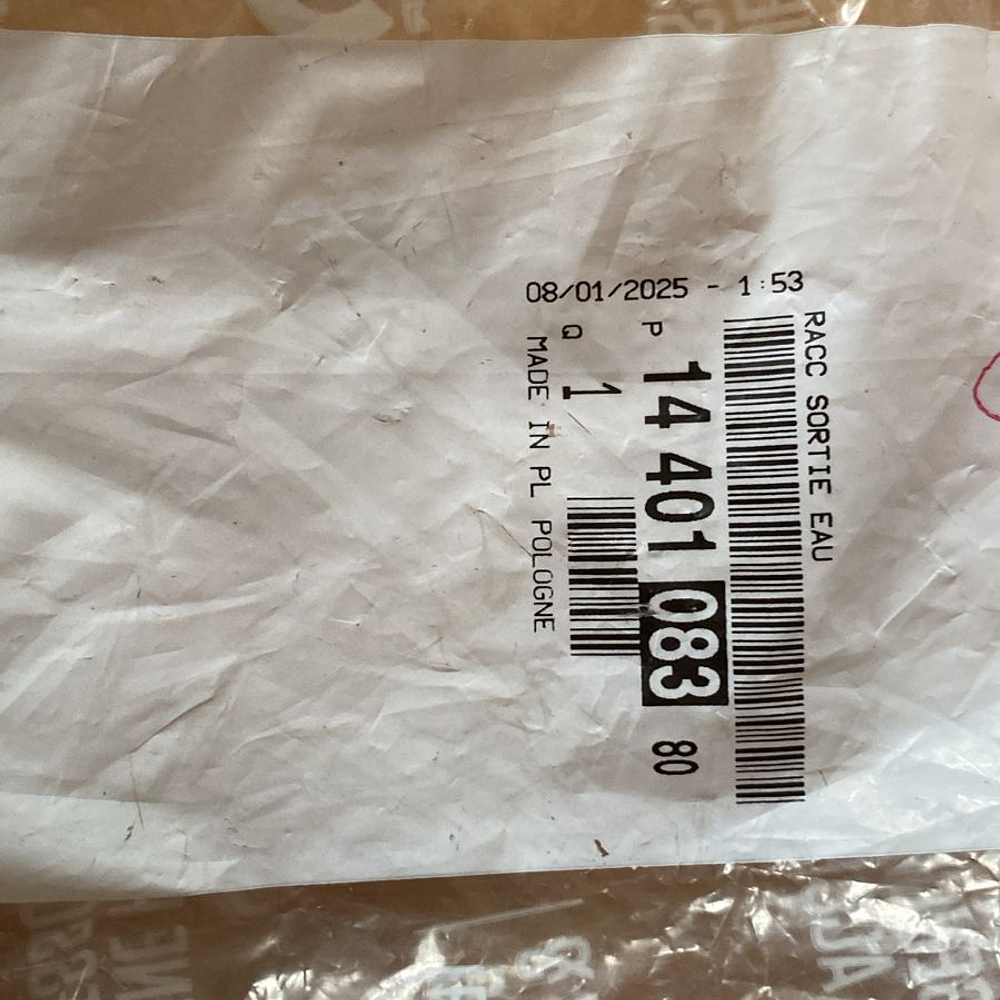 08/01/2025 - 1:53
RACC SORTIE EAU
P 14 401 083 80
Q 1
MADE IN PL POLOGNE